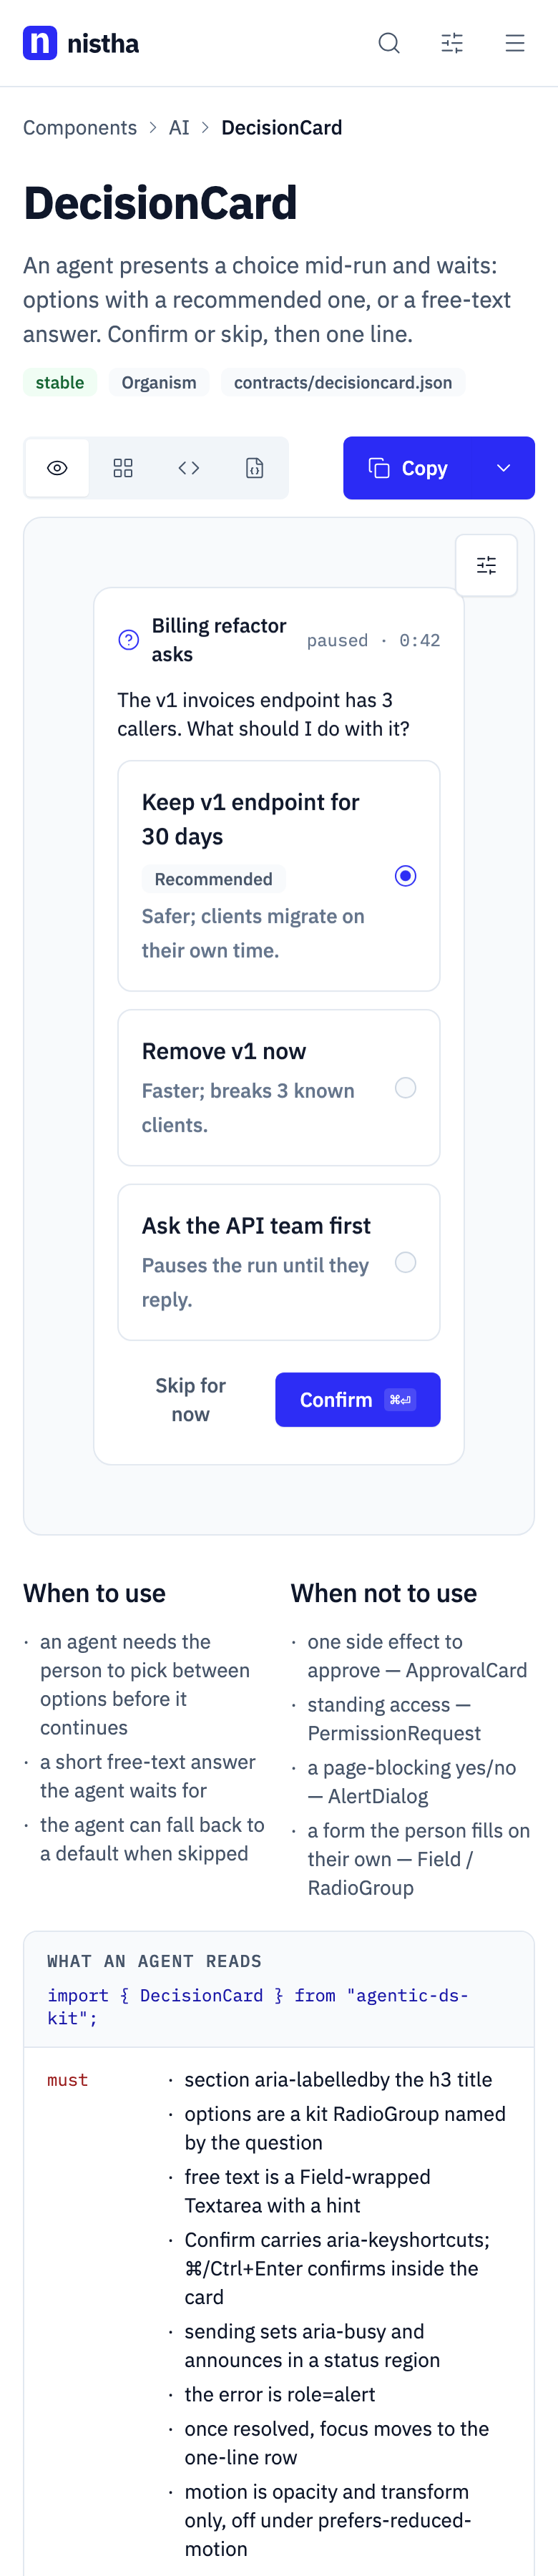 nistha
Components > AI > DecisionCard
DecisionCard
An agent presents a choice mid-run and waits:
options with a recommended one, or a free-text
answer. Confirm or skip, then one line.
stable Organism contracts/decisioncard.json
Copy
Billing refactor
asks
paused · 0:42
The v1 invoices endpoint has 3
callers. What should I do with it?
Keep v1 endpoint for
30 days
Recommended
Safer; clients migrate on
their own time.
Remove v1 now
Faster; breaks 3 known
clients.
Ask the API team first
Pauses the run until they
reply.
Skip for
now
Confirm ⌘⏎
When to use
· an agent needs the
person to pick between
options before it
continues
· a short free-text answer
the agent waits for
· the agent can fall back to
a default when skipped
When not to use
· one side effect to
approve — ApprovalCard
· standing access —
PermissionRequest
· a page-blocking yes/no
— AlertDialog
· a form the person fills on
their own — Field /
RadioGroup
WHAT AN AGENT READS
import { DecisionCard } from "agentic-ds-
kit";
must
· section aria-labelledby the h3 title
· options are a kit RadioGroup named
by the question
· free text is a Field-wrapped
Textarea with a hint
· Confirm carries aria-keyshortcuts;
⌘/Ctrl+Enter confirms inside the
card
· sending sets aria-busy and
announces in a status region
· the error is role=alert
· once resolved, focus moves to the
one-line row
· motion is opacity and transform
only, off under prefers-reduced-
motion